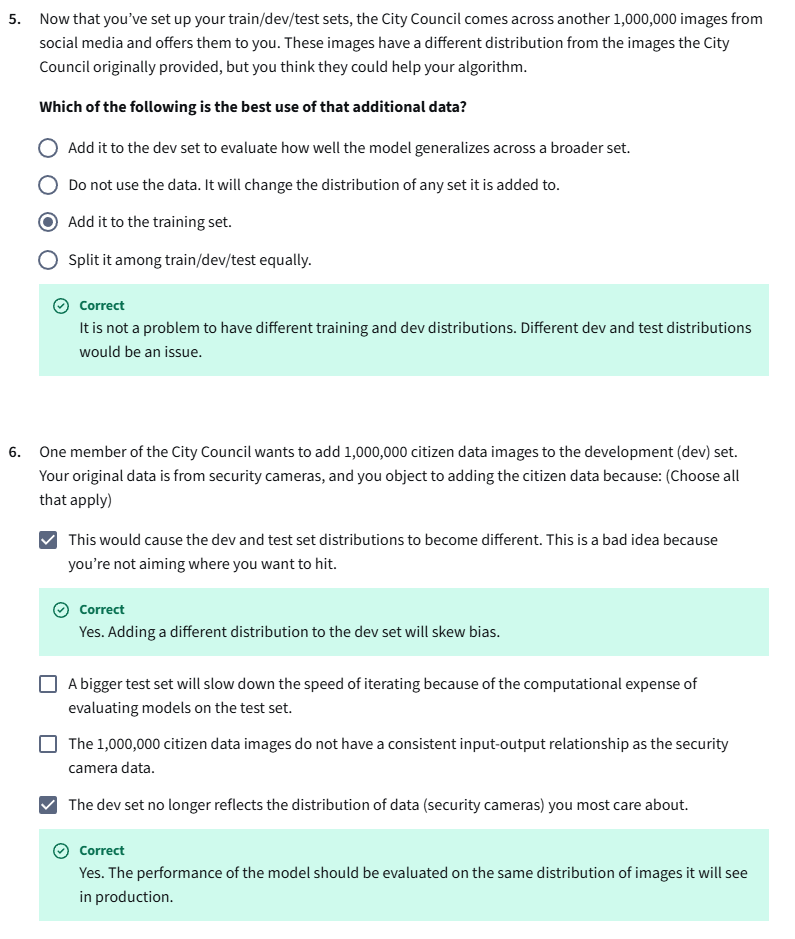 5. Now that you’ve set up your train/dev/test sets, the City Council comes across another 1,000,000 images from
social media and offers them to you. These images have a different distribution from the images the City
Council originally provided, but you think they could help your algorithm.
Which of the following is the best use of that additional data?
Add it to the dev set to evaluate how well the model generalizes across a broader set.
Do not use the data. It will change the distribution of any set it is added to.
Add it to the training set.
Split it among train/dev/test equally.
Correct
It is not a problem to have different training and dev distributions. Different dev and test distributions
would be an issue.
6. One member of the City Council wants to add 1,000,000 citizen data images to the development (dev) set.
Your original data is from security cameras, and you object to adding the citizen data because: (Choose all
that apply)
This would cause the dev and test set distributions to become different. This is a bad idea because
you’re not aiming where you want to hit.
Correct
Yes. Adding a different distribution to the dev set will skew bias.
A bigger test set will slow down the speed of iterating because of the computational expense of
evaluating models on the test set.
The 1,000,000 citizen data images do not have a consistent input-output relationship as the security
camera data.
The dev set no longer reflects the distribution of data (security cameras) you most care about.
Correct
Yes. The performance of the model should be evaluated on the same distribution of images it will see
in production.